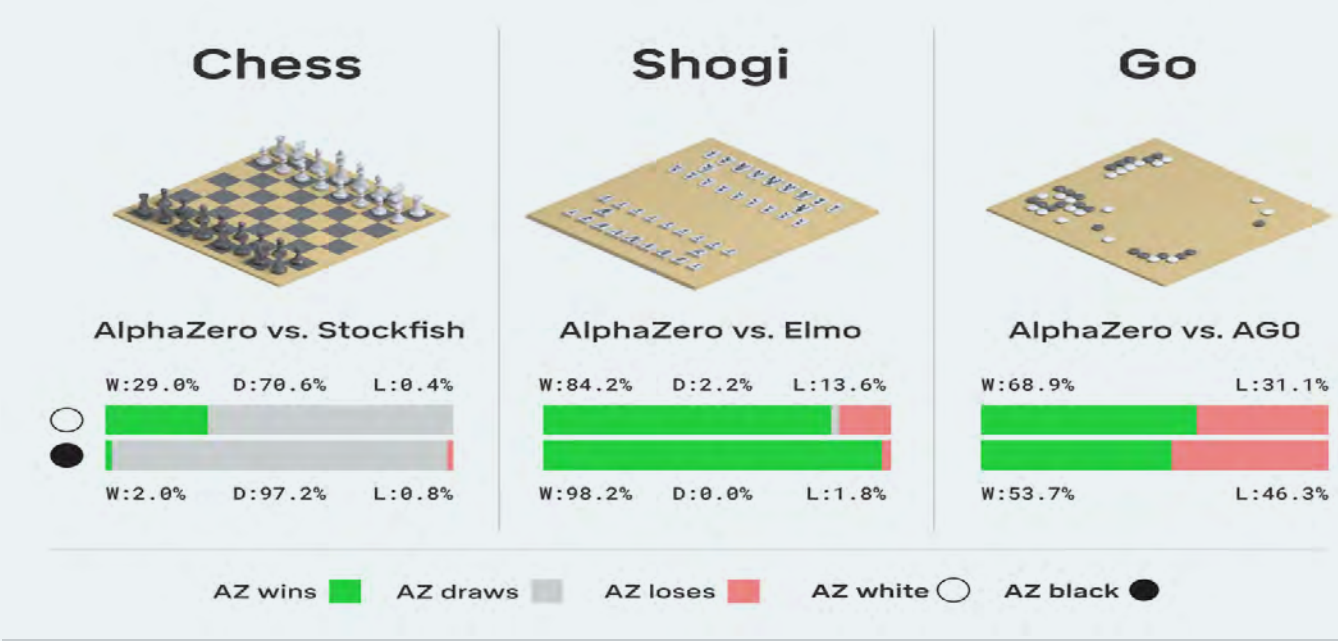 Chess
Shogi
Go
AlphaZero vs. Stockfish
AlphaZero vs. Elmo
AlphaZero vs. AG0
W:29.0% D:70.6% L:0.4%
W:84.2% D:2.2% L:13.6%
W:68.9% L:31.1%
W:2.0% D:97.2% L:0.8%
W:98.2% D:0.0% L:1.8%
W:53.7% L:46.3%
AZ wins AZ draws AZ loses AZ white AZ black